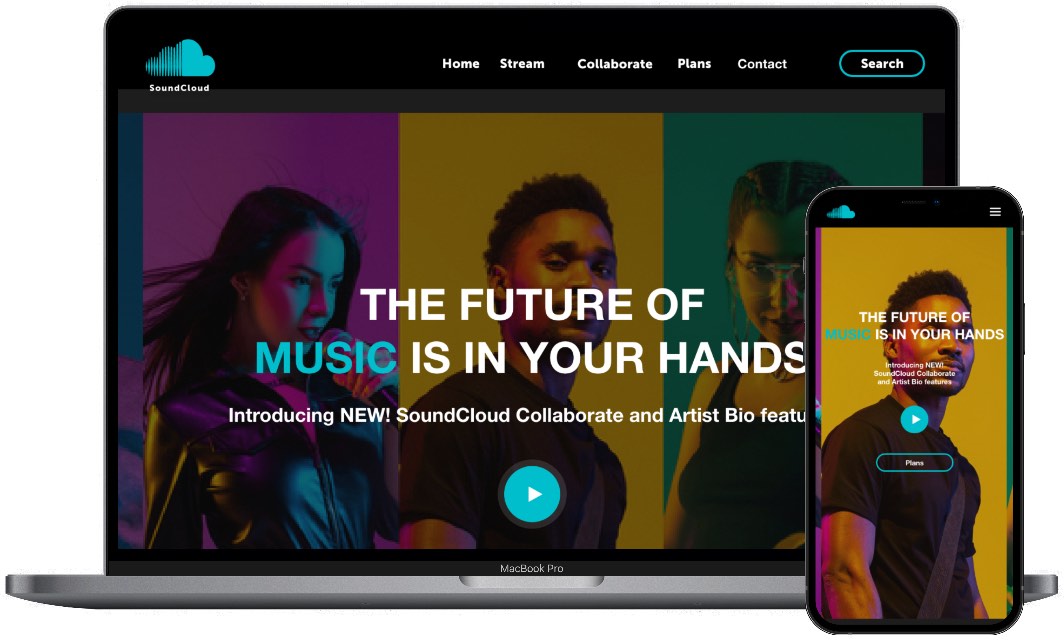 SoundCloud
Home Stream Collaborate Plans Contact Search
THE FUTURE OF
MUSIC IS IN YOUR HANDS
Introducing NEW! SoundCloud Collaborate and Artist Bio featu
MacBook Pro
THE FUTURE OF
MUSIC IS IN YOUR HANDS
Introducing NEW!
SoundCloud Collaborate
and Artist Bio features
Plans